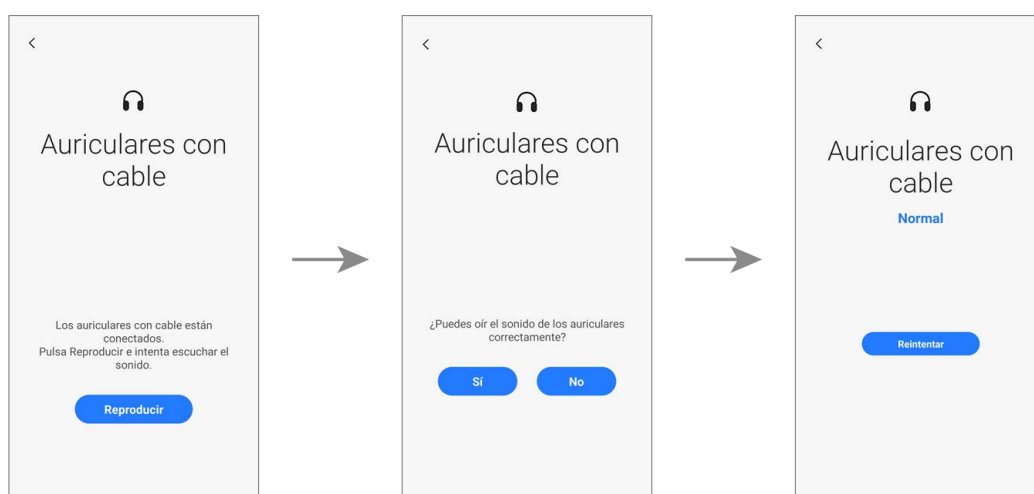 Auriculares con
cable
Los auriculares con cable están
conectados.
Pulsa Reproducir e intenta escuchar el
sonido.
Reproducir
Auriculares con
cable
¿Puedes oír el sonido de los auriculares
correctamente?
Sí
No
Auriculares con
cable
Normal
Reintentar